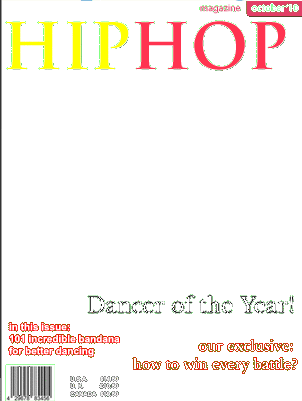 magazine october'10
HIPHOP
Dancer of the Year!
in this issue:
101 incredible bandana
for better dancing
our exclusive:
how to win every battle?
U.S.A.
U.K.
CANADA